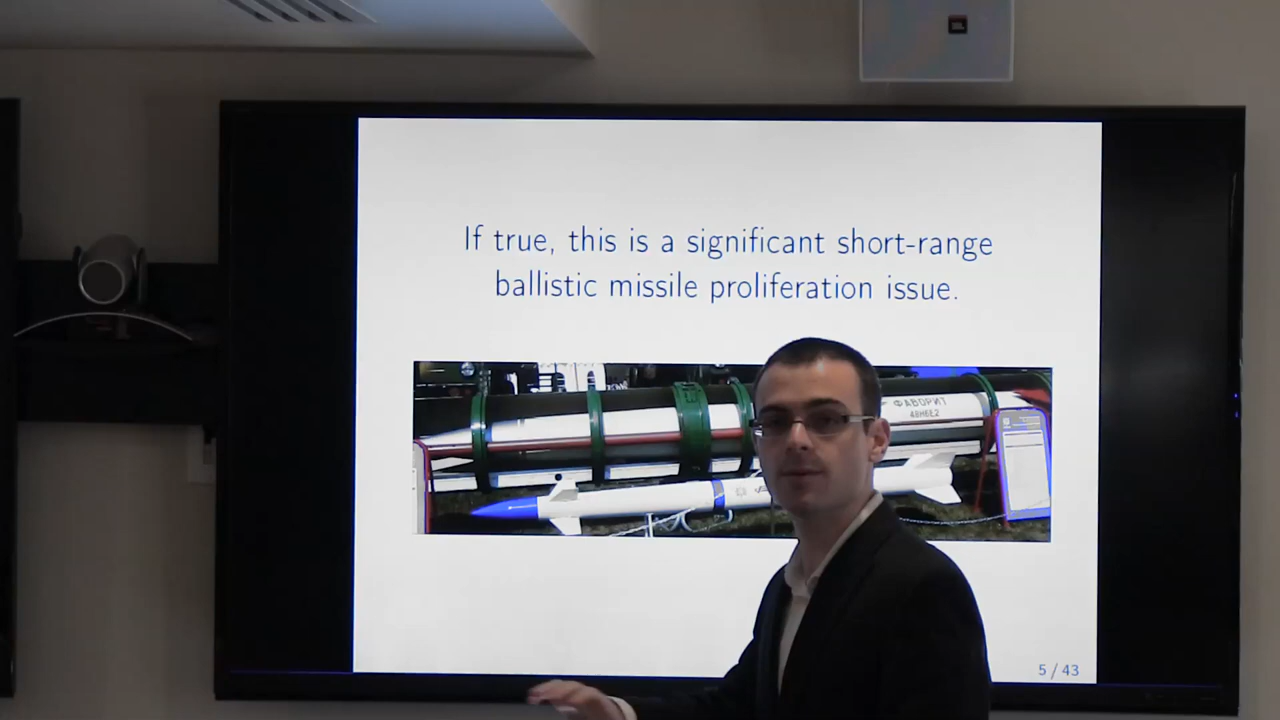 If true, this is a significant short-range
ballistic missile proliferation issue.
ФАВОРИТ
48Н6Е2
5 / 43